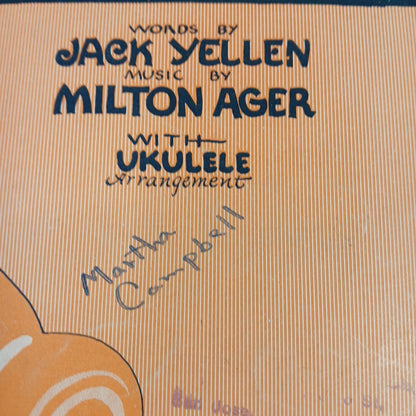 WORDS BY
JACK YELLEN
MUSIC BY
MILTON AGER
WITH
UKULELE
Arrangement
Martha
Campbell